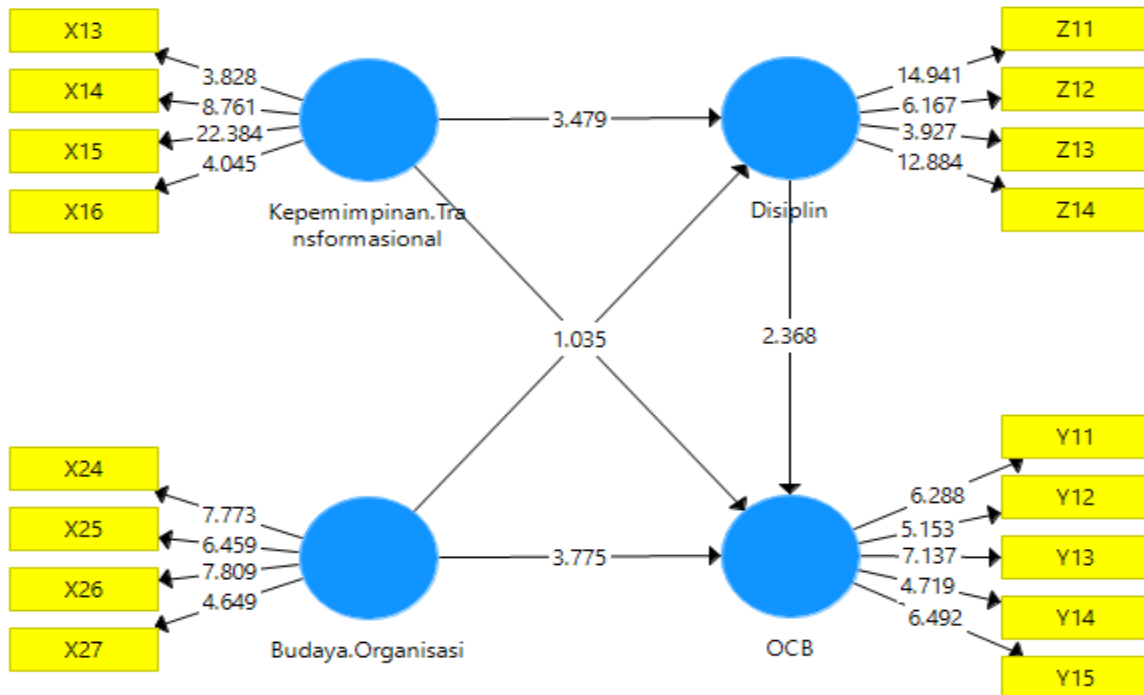 X13
X14
X15
X16
3.828
8.761
22.384
4.045
Kepemimpinan.Tra
nsformasional
3.479
Disiplin
14.941
6.167
3.927
12.884
Z11
Z12
Z13
Z14
1.035
2.368
X24
X25
X26
X27
7.773
6.459
7.809
4.649
Budaya.Organisasi
3.775
OCB
6.288
5.153
7.137
4.719
6.492
Y11
Y12
Y13
Y14
Y15